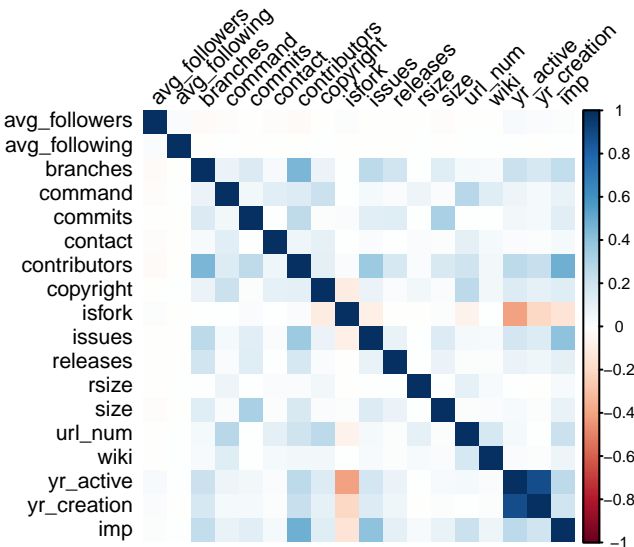 avg_followers
avg_following
branches
command
commits
contact
contributors
copyright
isfork
issues
releases
rsize
size
url_num
wiki
yr_active
yr_creation
imp
avg_followers
avg_following
branches
command
commits
contact
contributors
copyright
isfork
issues
releases
rsize
size
url_num
wiki
yr_active
yr_creation
imp
1
0.8
0.6
0.4
0.2
0
−0.2
−0.4
−0.6
−0.8
−1